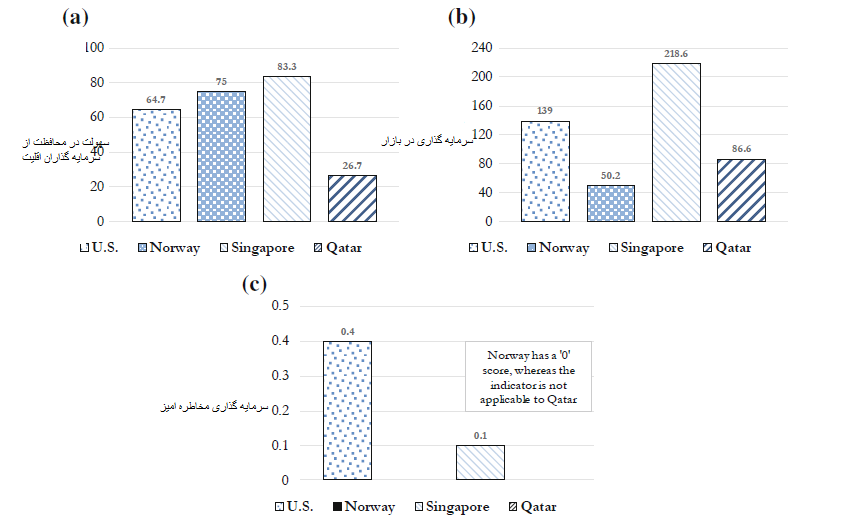 (a)
100
80
60
40
20
0
64.7
75
83.3
26.7
سهولت در محافظت از
سرمایه گذاران اقلیت
U.S. Norway Singapore Qatar
(b)
240
200
160
120
80
40
0
139
50.2
218.6
86.6
سرمایه گذاری در بازار
U.S. Norway Singapore Qatar
(c)
0.5
0.4
0.3
0.2
0.1
0
0.4
0.1
سرمایه گذاری مخاطره امیز
Norway has a '0'
score, whereas the
indicator is not
applicable to Qatar
U.S. Norway Singapore Qatar